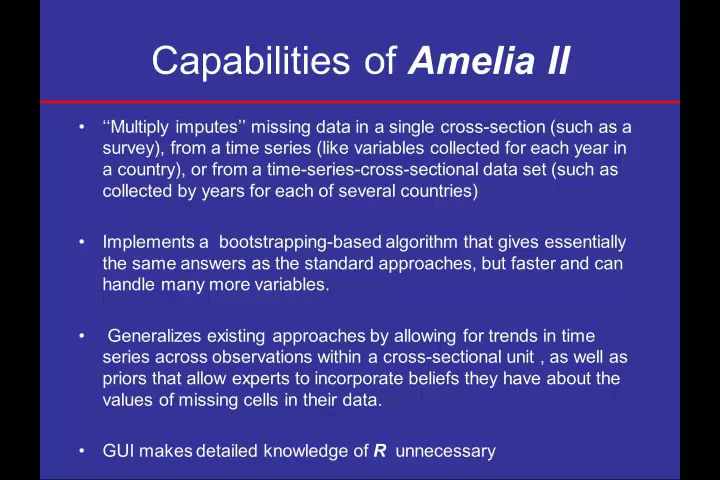 Capabilities of Amelia II
• ‘‘Multiply imputes’’ missing data in a single cross-section (such as a
survey), from a time series (like variables collected for each year in
a country), or from a time-series-cross-sectional data set (such as
collected by years for each of several countries)
• Implements a bootstrapping-based algorithm that gives essentially
the same answers as the standard approaches, but faster and can
handle many more variables.
• Generalizes existing approaches by allowing for trends in time
series across observations within a cross-sectional unit , as well as
priors that allow experts to incorporate beliefs they have about the
values of missing cells in their data.
• GUI makes detailed knowledge of R unnecessary